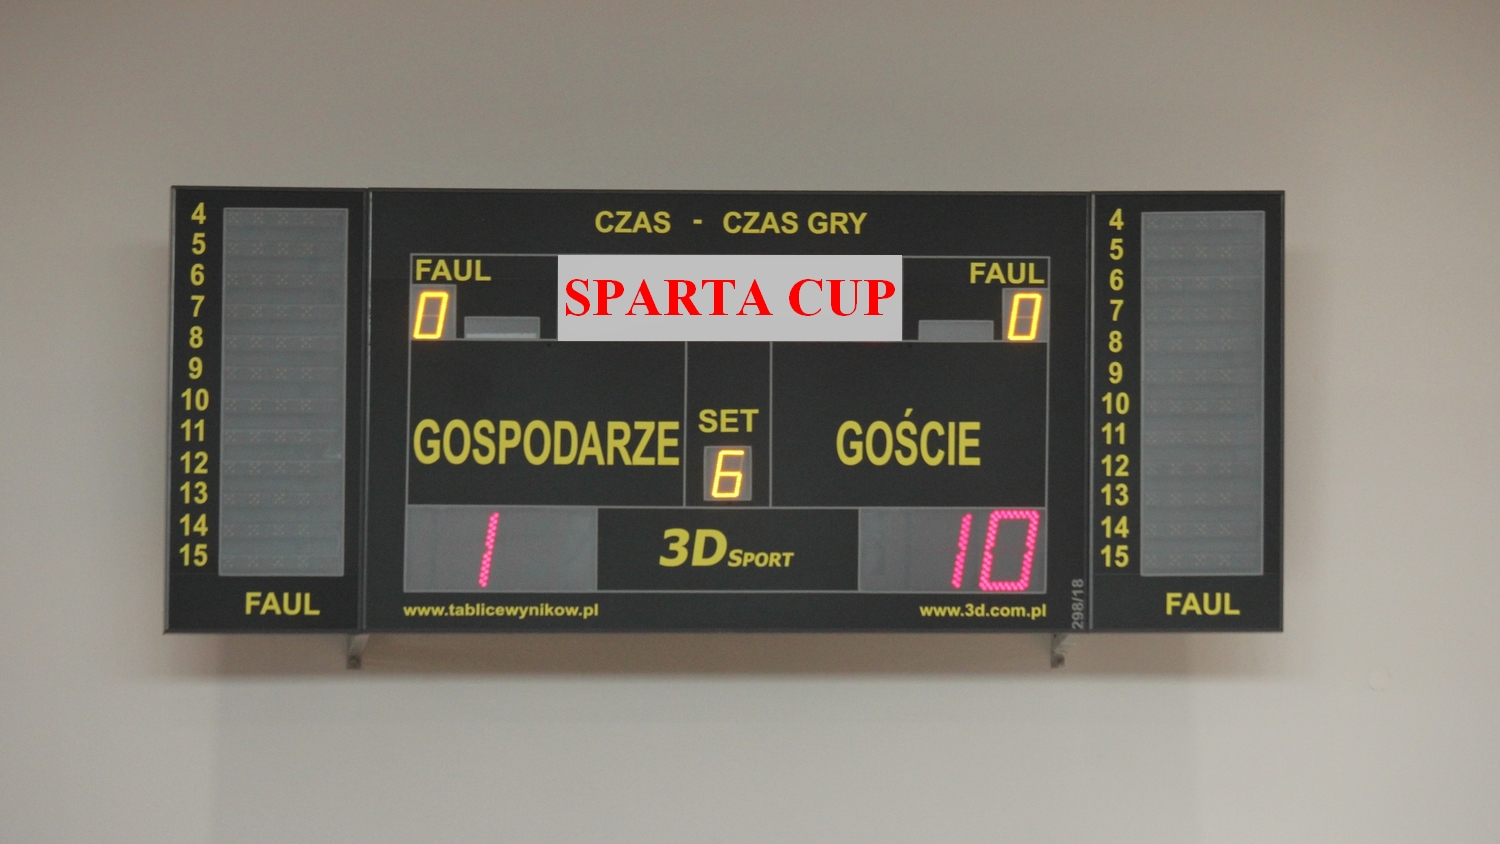 CZAS - CZAS GRY
FAUL SPARTA CUP FAUL
0 0
GOSPODARZE SET GOŚCIE
6
1 3D SPORT 10
www.tablicewynikow.pl www.3d.com.pl
298/18
4 4
5 5
6 6
7 7
8 8
9 9
10 10
11 11
12 12
13 13
14 14
15 15
FAUL FAUL